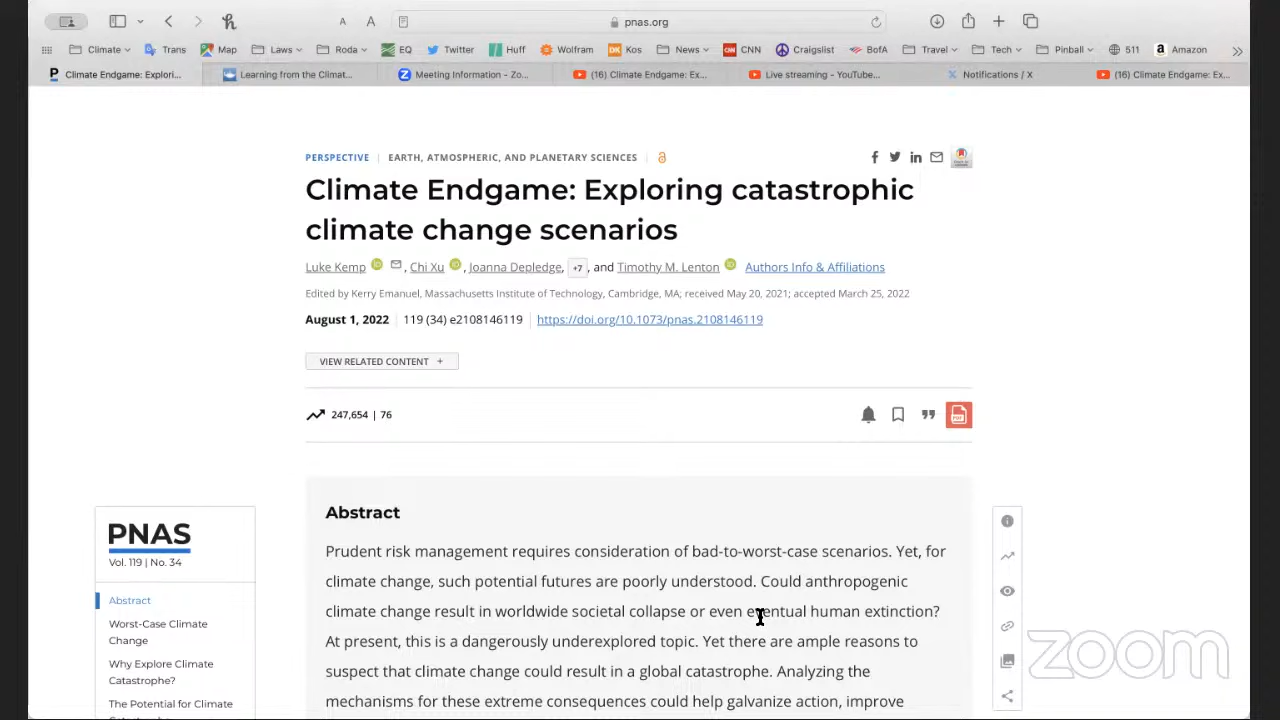 A A pnas.org
Climate Trans Map Laws Roda EQ Twitter Huff Wolfram DK Kos News CNN CNN Craigslist BofA Travel Tech Pinball 511 a Amazon
P Climate Endgame: Explori... Learning from the Climat... Z Meeting Information - Zo... (16) Climate Endgame: Ex... Live streaming - YouTube... X Notifications / X (16) Climate Endgame: Ex...
PERSPECTIVE | EARTH, ATMOSPHERIC, AND PLANETARY SCIENCES
Climate Endgame: Exploring catastrophic
climate change scenarios
Luke Kemp, Chi Xu, Joanna Depledge, +7, and Timothy M. Lenton Authors Info & Affiliations
Edited by Kerry Emanuel, Massachusetts Institute of Technology, Cambridge, MA; received May 20, 2021; accepted March 25, 2022
August 1, 2022 | 119 (34) e2108146119 | https://doi.org/10.1073/pnas.2108146119
VIEW RELATED CONTENT +
247,654 | 76
PDF
PNAS
Vol. 119 | No. 34
Abstract
Worst-Case Climate
Change
Why Explore Climate
Catastrophe?
The Potential for Climate
Abstract
Prudent risk management requires consideration of bad-to-worst-case scenarios. Yet, for
climate change, such potential futures are poorly understood. Could anthropogenic
climate change result in worldwide societal collapse or even eventual human extinction?
At present, this is a dangerously underexplored topic. Yet there are ample reasons to
suspect that climate change could result in a global catastrophe. Analyzing the
mechanisms for these extreme consequences could help galvanize action, improve
zoom